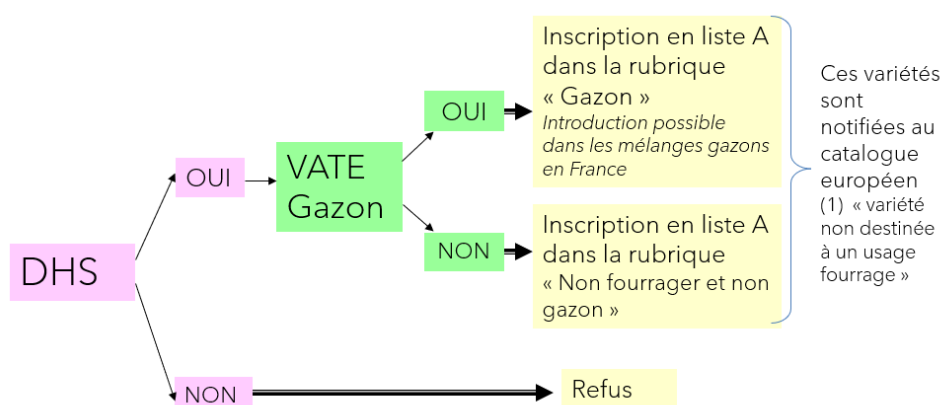 DHS
OUI
VATE
Gazon
OUI
Inscription en liste A
dans la rubrique
« Gazon »
Introduction possible
dans les mélanges gazons
en France
NON
Inscription en liste A
dans la rubrique
« Non fourrager et non
gazon »
Ces variétés
sont
notifiées au
catalogue
européen
(1) « variété
non destinée
à un usage
fourrage »
NON
Refus